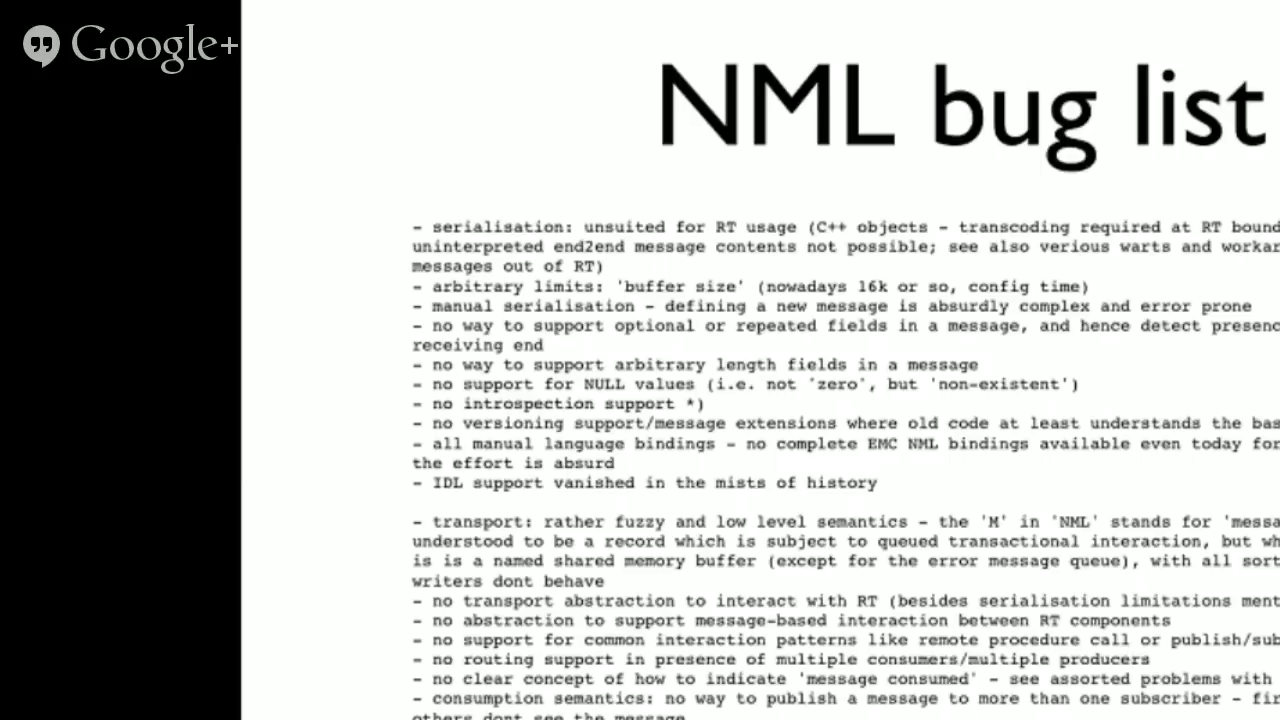 Google+
NML bug list
- serialisation: unsuited for RT usage (C++ objects - transcoding required at RT
uninterpreted end2end message contents not possible; see also verious warts and
messages out of RT)
- arbitrary limits: 'buffer size' (nowadays 16k or so, config time)
- manual serialisation - defining a new message is absurdly complex and error prone
- no way to support optional or repeated fields in a message, and hence detect
receiving end
- no way to support arbitrary length fields in a message
- no support for NULL values (i.e. not 'zero', but 'non-existent')
- no introspection support *)
- no versioning support/message extensions where old code at least understands the
- all manual language bindings - no complete EMC NML bindings available even today for
the effort is absurd
- IDL support vanished in the mists of history
- transport: rather fuzzy and low level semantics - the 'M' in 'NML' stands for
understood to be a record which is subject to queued transactional interaction, but
is is a named shared memory buffer (except for the error message queue), with all
writers dont behave
- no transport abstraction to interact with RT (besides serialisation limitations
- no abstraction to support message-based interaction between RT components
- no support for common interaction patterns like remote procedure call or
- no routing support in presence of multiple consumers/multiple producers
- no clear concept of how to indicate 'message consumed' - see assorted problems with
- consumption semantics: no way to publish a message to more than one subscriber -
others dont see the message